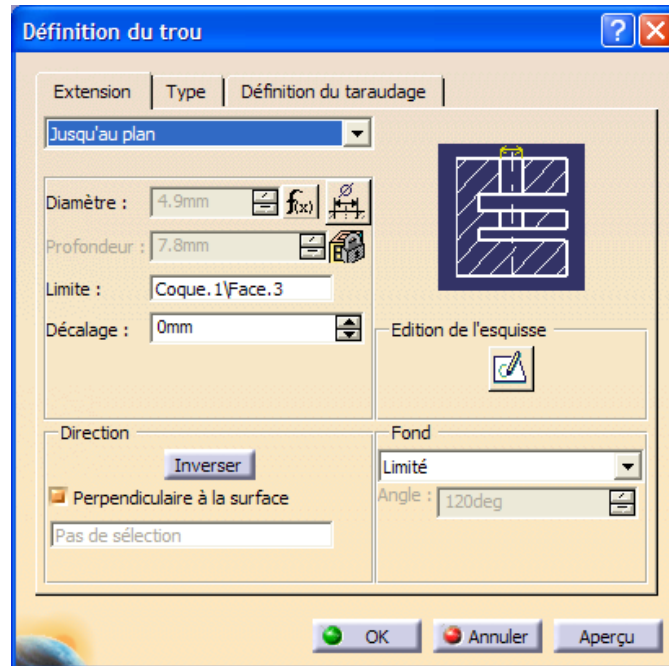 Définition du trou
Extension Type Définition du taraudage
Jusqu'au plan
Diamètre : 4.9mm f(x)
Profondeur : 7.8mm
Limite : Coque.1\Face.3
Décalage : 0mm
Edition de l'esquisse
Direction
Inverser
Perpendiculaire à la surface
Pas de sélection
Fond
Limité
Angle : 120deg
OK Annuler Aperçu